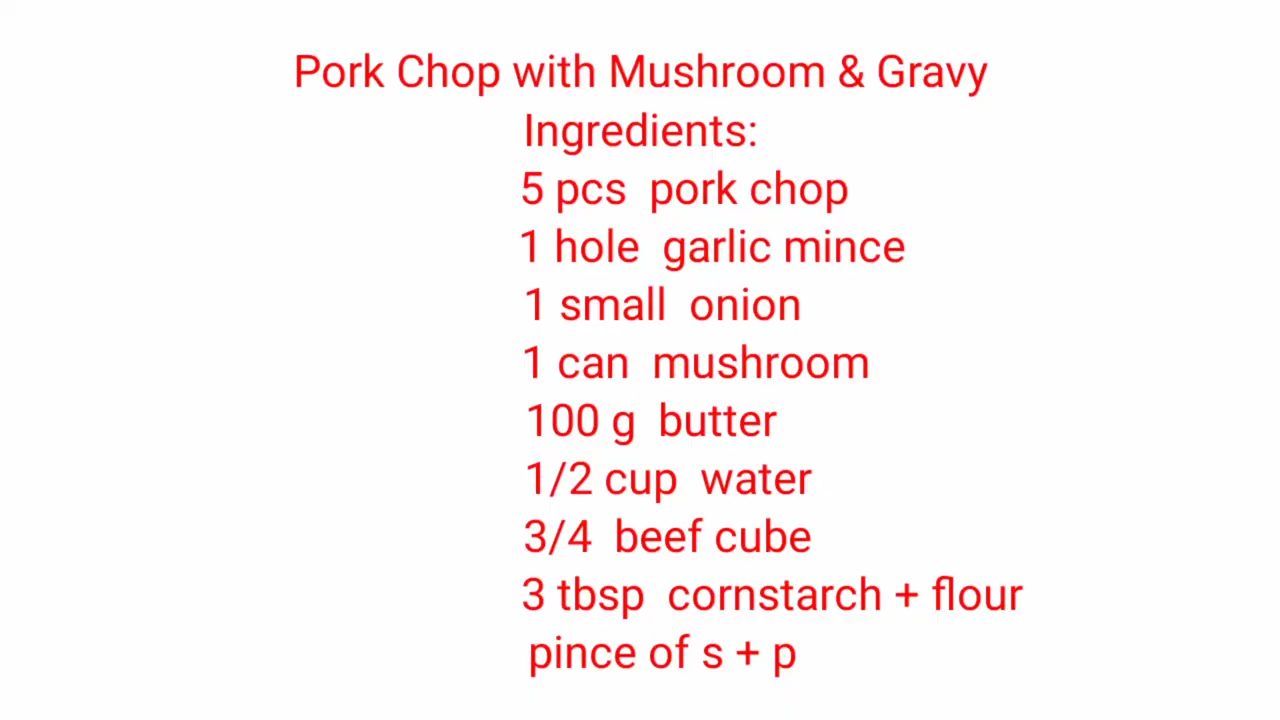 Pork Chop with Mushroom & Gravy
Ingredients:
5 pcs  pork chop
1 hole  garlic mince
1 small  onion
1 can  mushroom
100 g  butter
1/2 cup  water
3/4  beef cube
3 tbsp  cornstarch + flour
pince of s + p